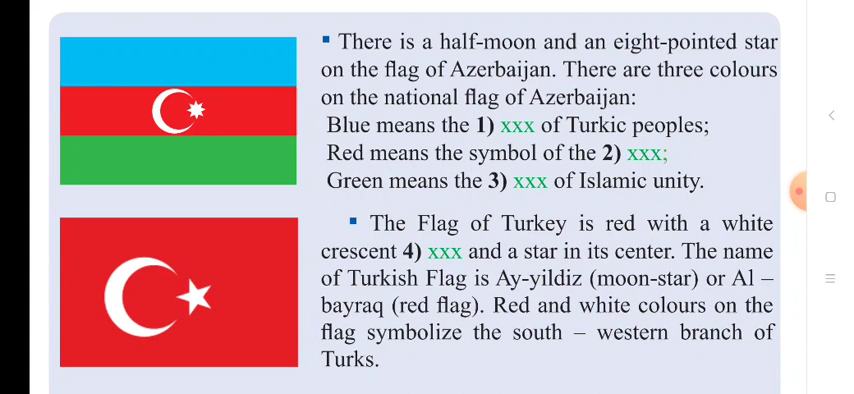 ▪ There is a half-moon and an eight-pointed star
on the flag of Azerbaijan. There are three colours
on the national flag of Azerbaijan:
Blue means the 1) xxx of Turkic peoples;
Red means the symbol of the 2) xxx;
Green means the 3) xxx of Islamic unity.
▪ The Flag of Turkey is red with a white
crescent 4) xxx and a star in its center. The name
of Turkish Flag is Ay-yildiz (moon-star) or Al –
bayraq (red flag). Red and white colours on the
flag symbolize the south – western branch of
Turks.